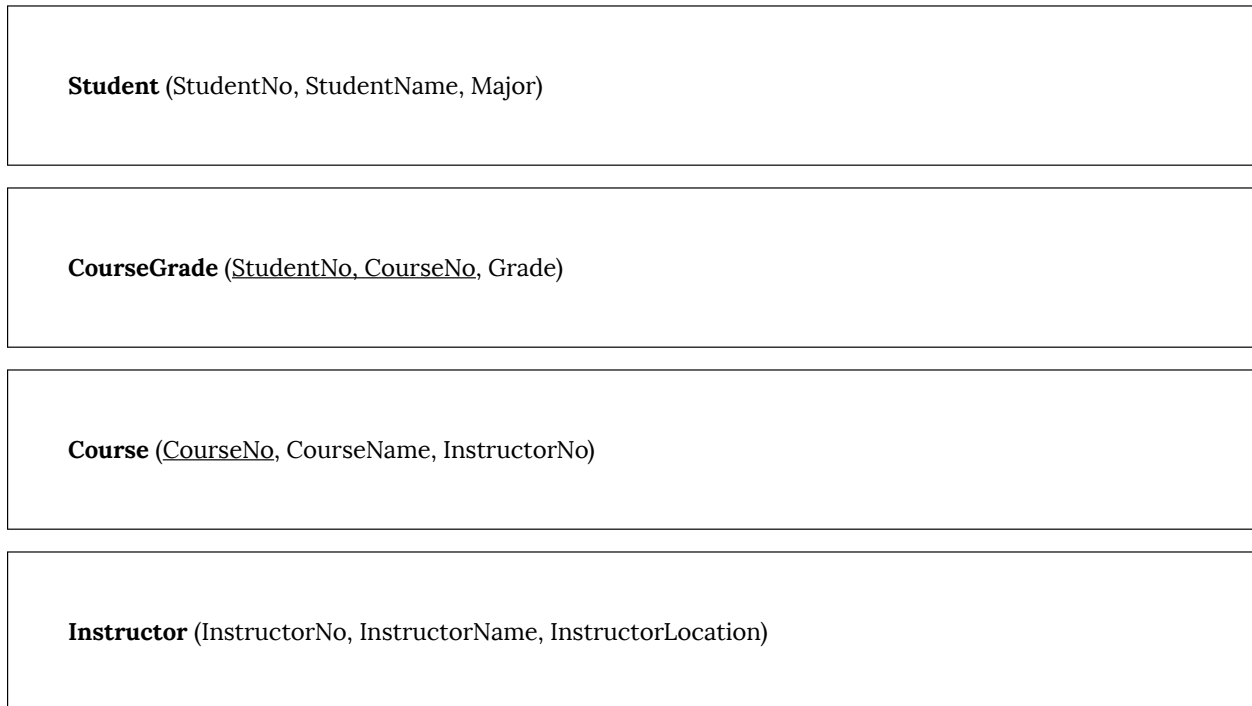 Student (StudentNo, StudentName, Major)
CourseGrade (StudentNo, CourseNo, Grade)
Course (CourseNo, CourseName, InstructorNo)
Instructor (InstructorNo, InstructorName, InstructorLocation)